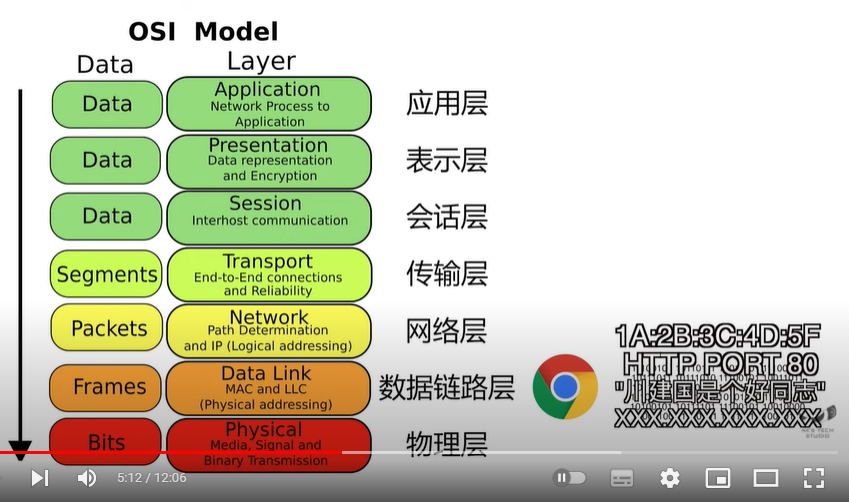 OSI Model
Data
Layer
Data
Application
Network Process to
Application
应用层
Data
Presentation
Data representation
and Encryption
表示层
Data
Session
Interhost communication
会话层
Segments
Transport
End-to-End connections
and Reliability
传输层
Packets
Network
Path Determination
and IP (Logical addressing)
网络层
Frames
Data Link
MAC and LLC
(Physical addressing)
数据链路层
Bits
Physical
Media, Signal and
Binary Transmission
物理层
1A:2B:3C:4D:5F
HTTP PORT 80
"川建国是个好同志"
XXX.XXX.XXX.XXX
TECH
STUDIO
5:12 / 12:06